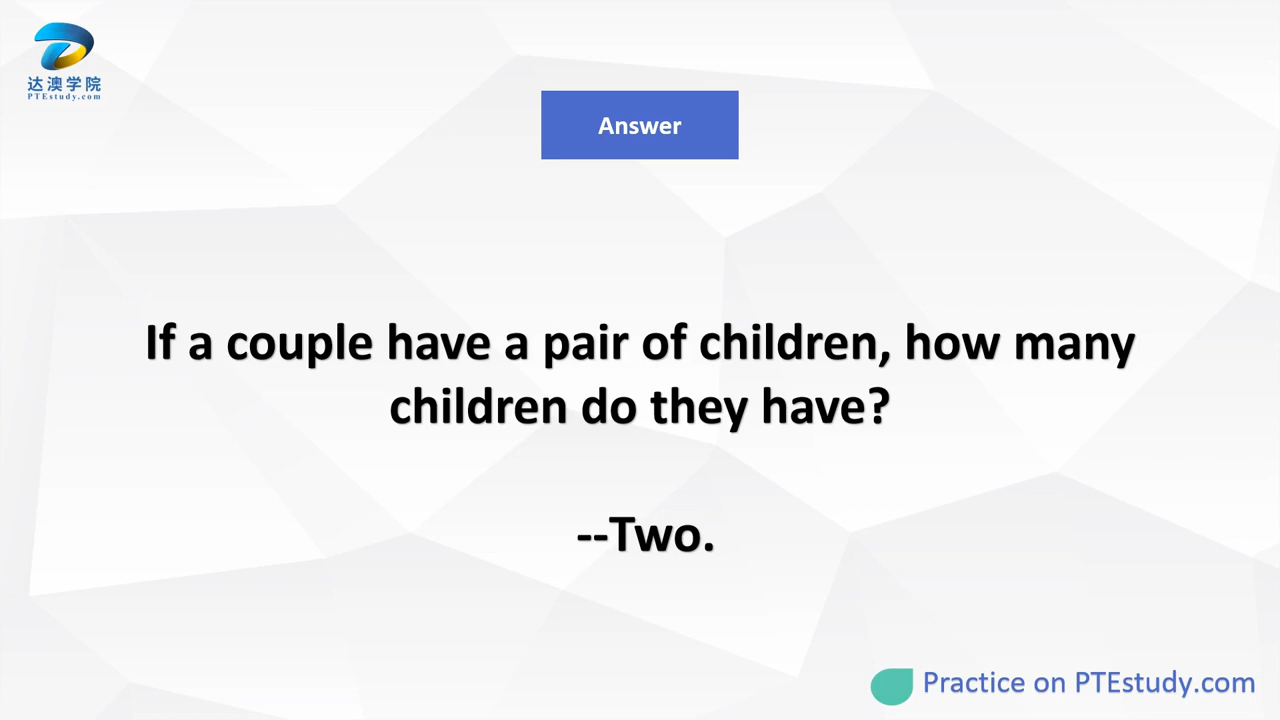 达澳学院
PTEstudy.com
Answer
If a couple have a pair of children, how many
children do they have?
--Two.
Practice on PTEstudy.com